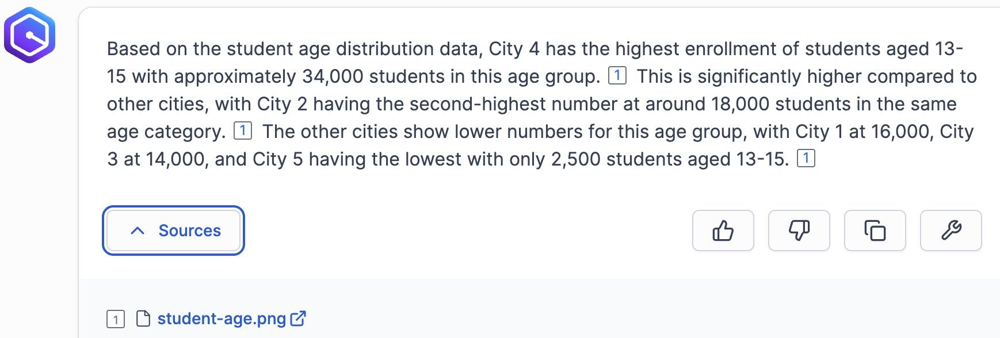 Based on the student age distribution data, City 4 has the highest enrollment of students aged 13-
15 with approximately 34,000 students in this age group. 1 This is significantly higher compared to
other cities, with City 2 having the second-highest number at around 18,000 students in the same
age category. 1 The other cities show lower numbers for this age group, with City 1 at 16,000, City
3 at 14,000, and City 5 having the lowest with only 2,500 students aged 13-15. 1
Sources
1 student-age.png